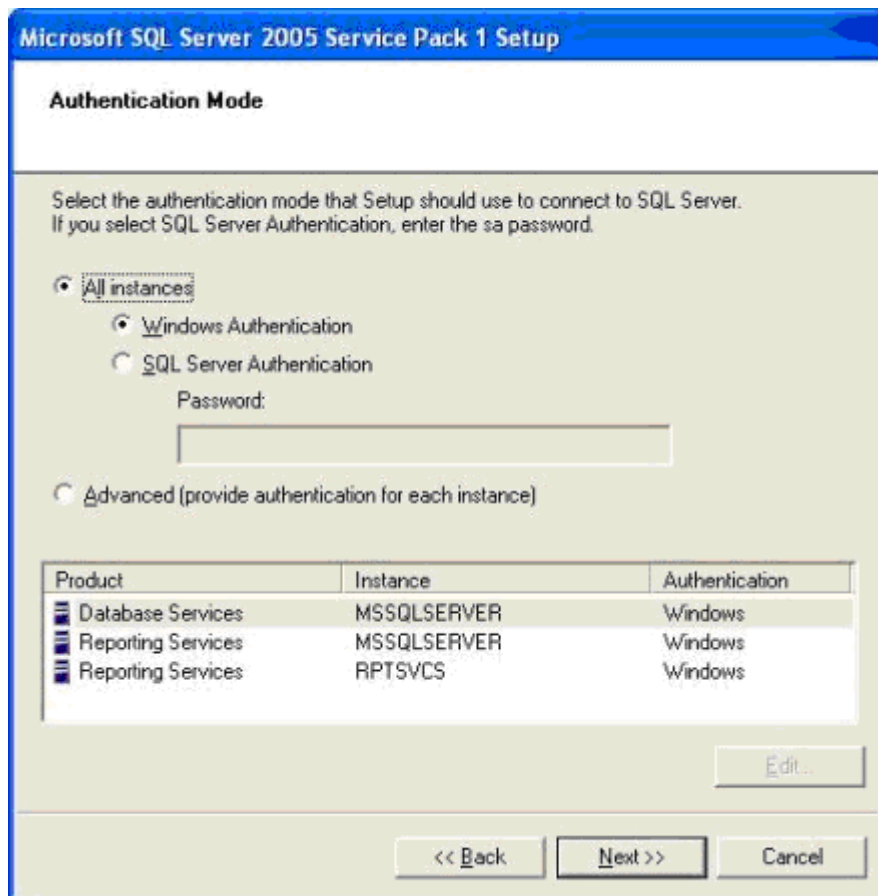 Microsoft SQL Server 2005 Service Pack 1 Setup
Authentication Mode
Select the authentication mode that Setup should use to connect to SQL Server.
If you select SQL Server Authentication, enter the sa password.
All instances
Windows Authentication
SQL Server Authentication
Password:
Advanced (provide authentication for each instance)
Product Instance Authentication
Database Services MSSQLSERVER Windows
Reporting Services MSSQLSERVER Windows
Reporting Services RPTSVCS Windows
Edit...
<< Back Next >> Cancel